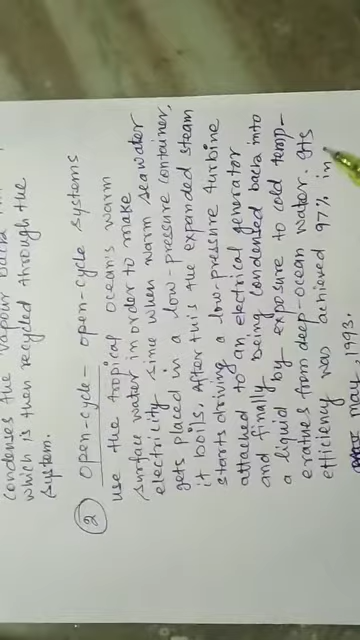 condenses the vapour back
which is then recycled through the
system.
② open-cycle- open-cycle systems
use the tropical ocean's warm
surface water in order to make
electricity since when warm seawater
gets placed in a low-pressure container,
it boils. After this the expanded steam
starts driving a low-pressure turbine
attached to an electrical generator
and finally being condensed back into
a liquid by exposure to cold temp-
eratures from deep-ocean water. Its
efficiency was achieved 97% in
may, 1993.